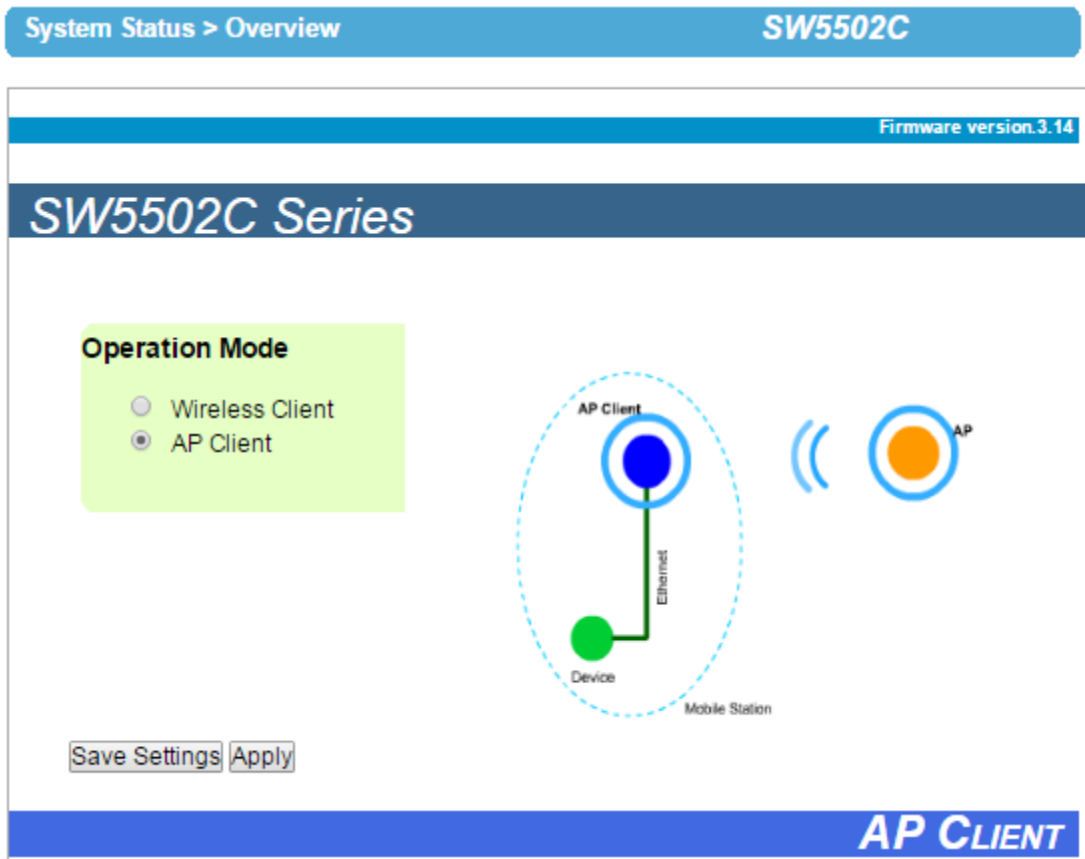 System Status > Overview
SW5502C
Firmware version.3.14
SW5502C Series
Operation Mode
Wireless Client
AP Client
AP Client
AP
Ethernet
Device
Mobile Station
Save Settings Apply
AP CLIENT